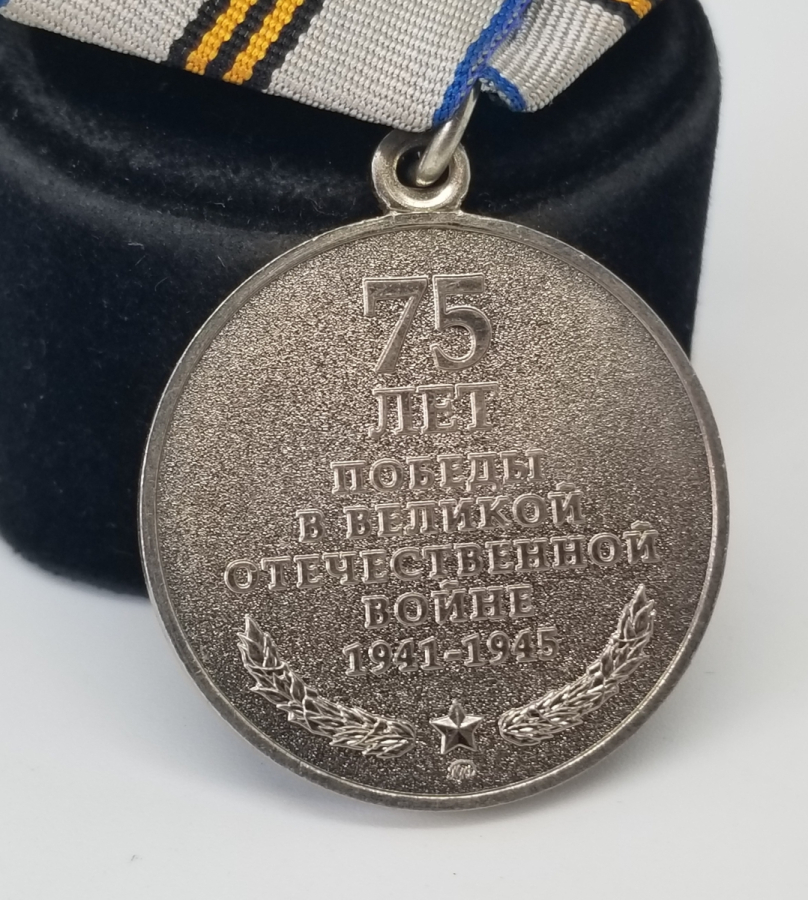 75
ЛЕТ
ПОБЕДЫ
В ВЕЛИКОЙ
ОТЕЧЕСТВЕННОЙ
ВОЙНЕ
1941-1945